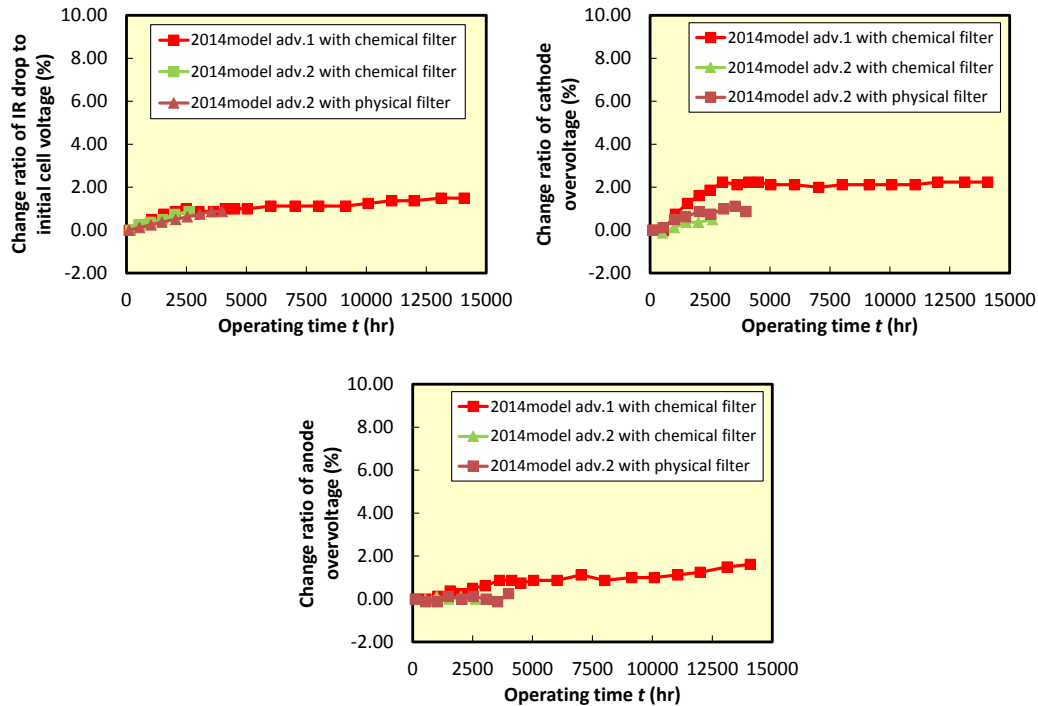 Change ratio of IR drop to
initial cell voltage (%)
10.00
8.00
6.00
4.00
2.00
0.00
-2.00
2014model adv.1 with chemical filter
2014model adv.2 with chemical filter
2014model adv.2 with physical filter
0 2500 5000 7500 10000 12500 15000
Operating time t (hr)
Change ratio of cathode
overvoltage (%)
10.00
8.00
6.00
4.00
2.00
0.00
-2.00
2014model adv.1 with chemical filter
2014model adv.2 with chemical filter
2014model adv.2 with physical filter
0 2500 5000 7500 10000 12500 15000
Operating time t (hr)
Change ratio of anode
overvoltage (%)
10.00
8.00
6.00
4.00
2.00
0.00
-2.00
2014model adv.1 with chemical filter
2014model adv.2 with chemical filter
2014model adv.2 with physical filter
0 2500 5000 7500 10000 12500 15000
Operating time t (hr)